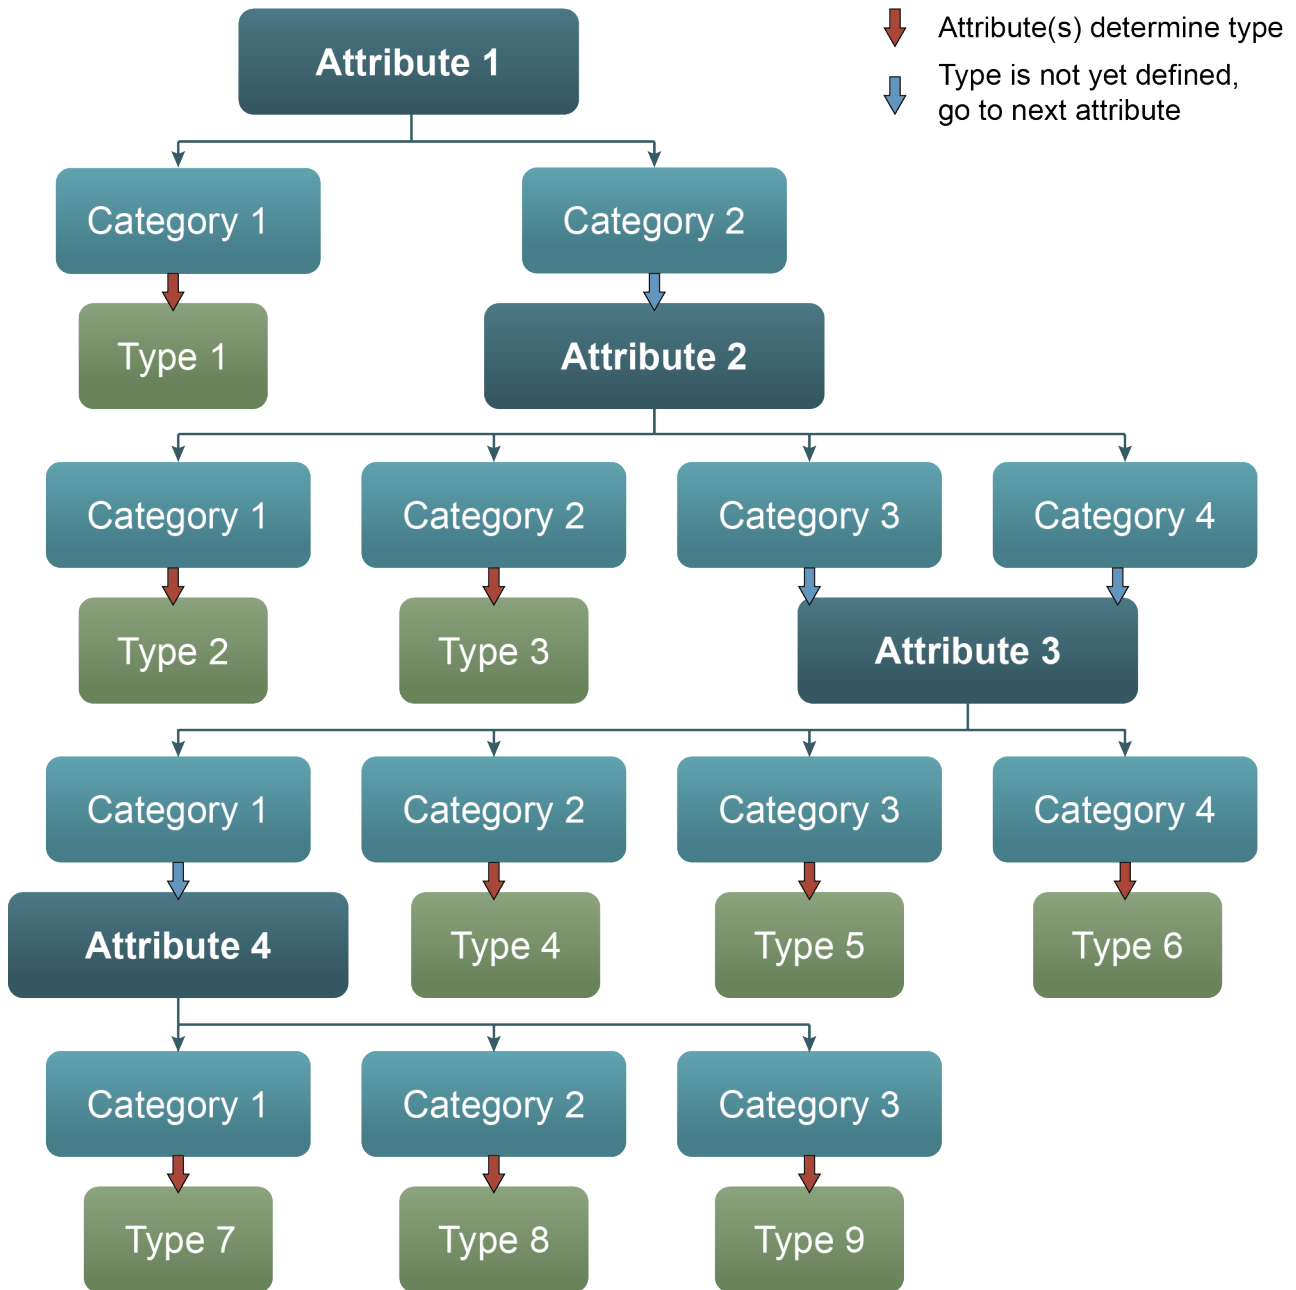 Attribute 1
Attribute(s) determine type
Type is not yet defined,
go to next attribute
Category 1
Category 2
Type 1
Attribute 2
Category 1
Category 2
Category 3
Category 4
Type 2
Type 3
Attribute 3
Category 1
Category 2
Category 3
Category 4
Attribute 4
Type 4
Type 5
Type 6
Category 1
Category 2
Category 3
Type 7
Type 8
Type 9